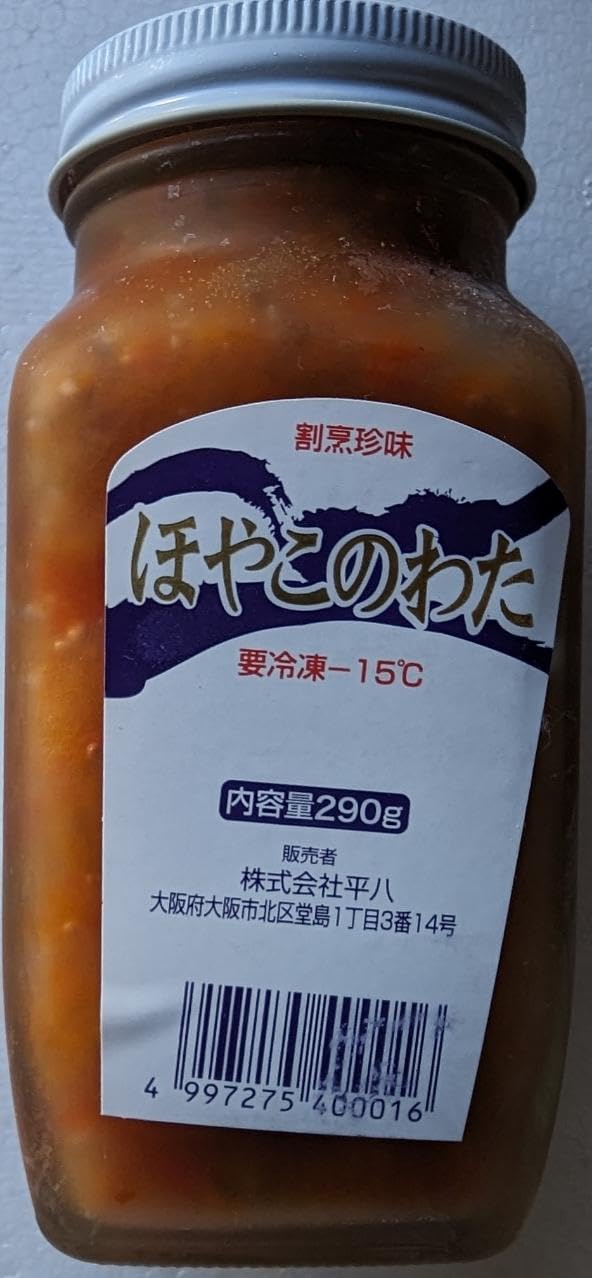 割烹珍味
ほやこのわた
要冷凍－15℃
内容量290g
販売者
株式会社平八
大阪府大阪市北区堂島1丁目3番14号
4 997275 400016